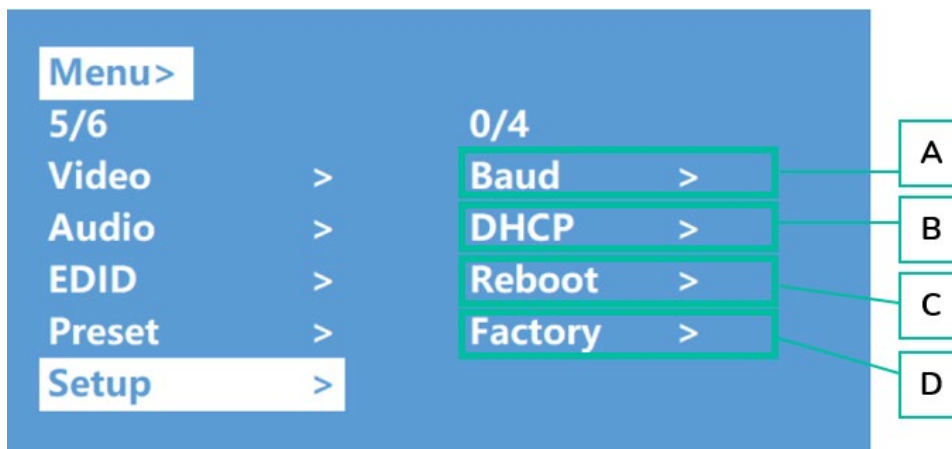 Menu>
5/6
Video >
Audio >
EDID >
Preset >
Setup >
0/4
Baud >
DHCP >
Reboot >
Factory >
A
B
C
D